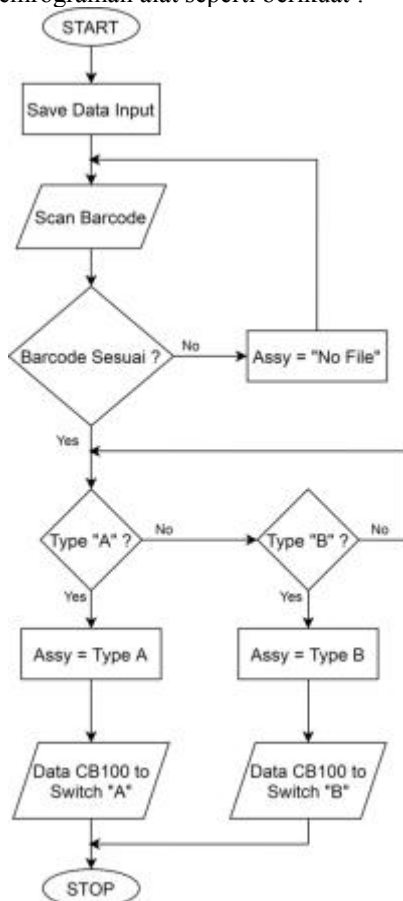 START
Save Data Input
Scan Barcode
Barcode Sesuai ?
No
Assy = "No File"
Yes
Type "A" ?
No
Type "B" ?
No
Yes
Yes
Assy = Type A
Assy = Type B
Data CB100 to
Switch "A"
Data CB100 to
Switch "B"
STOP